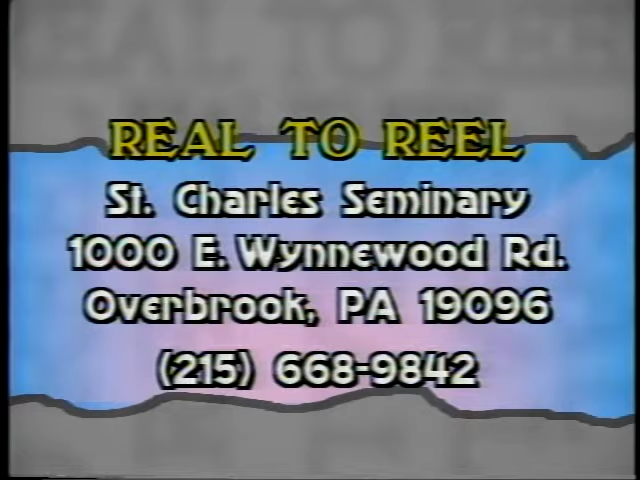 REAL TO REEL
St. Charles Seminary
1000 E. Wynnewood Rd.
Overbrook, PA 19096
(215) 668-9842